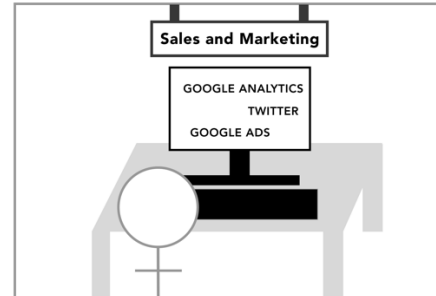 Sales and Marketing
GOOGLE ANALYTICS
TWITTER
GOOGLE ADS